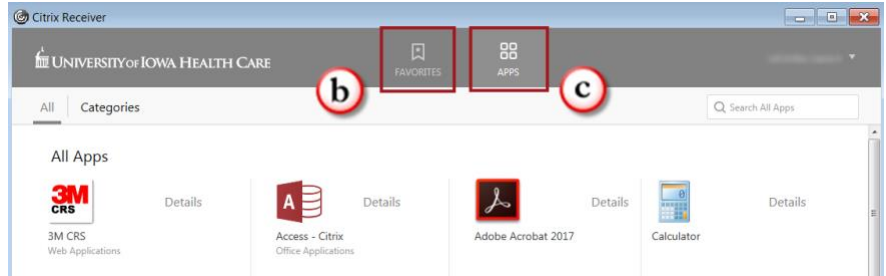 Citrix Receiver
UNIVERSITY OF IOWA HEALTH CARE
FAVORITES
APPS
b
c
All
Categories
Search All Apps
All Apps
3M
CRS
Details
A
Details
Details
0
Details
3M CRS
Access - Citrix
Adobe Acrobat 2017
Calculator
Web Applications
Office Applications